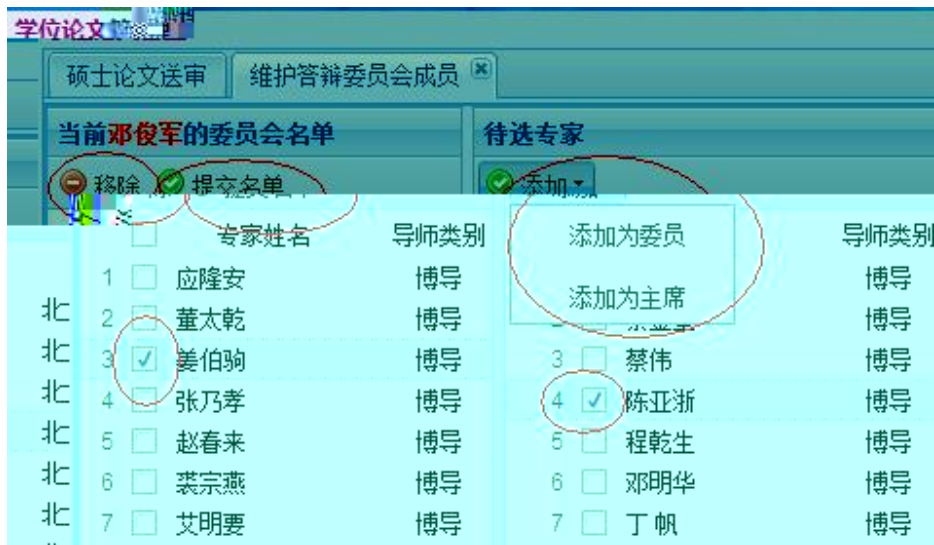 学位论文
硕士论文送审 维护答辩委员会成员
当前邓俊军的委员会名单 待选专家
移除 提交名单 添加
专家姓名 导师类别 添加为委员 导师类别
1 应隆安 博导 博导
添加为主席
北 2 董太乾 博导 博导
北 3 姜伯驹 博导 3 蔡伟 博导
北 4 张乃孝 博导 4 陈亚浙 博导
北 5 赵春来 博导 5 程乾生 博导
北 6 裘宗燕 博导 6 邓明华 博导
北 7 艾明要 博导 7 丁帆 博导